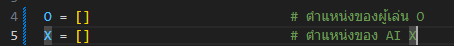 4 O = [] # ตำแหน่งของผู้เล่น O
5 X = [] # ตำแหน่งของ AI X